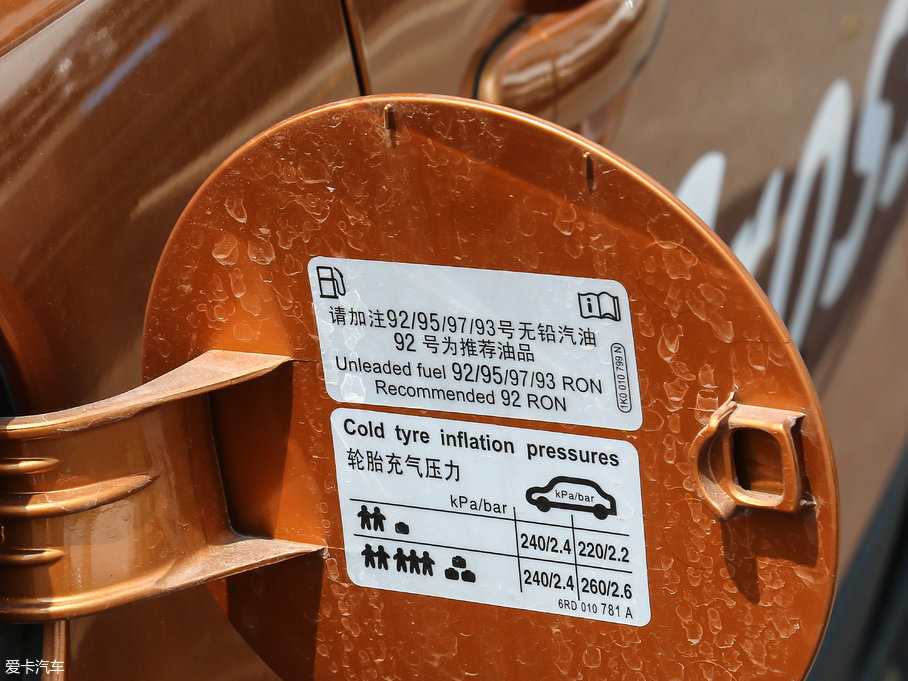 请加注92/95/97/93号无铅汽油
92 号为推荐油品
Unleaded fuel 92/95/97/93 RON
Recommended 92 RON
1K0 010 799 N
Cold tyre inflation pressures
轮胎充气压力
kPa/bar
kPa/bar
240/2.4 220/2.2
240/2.4 260/2.6
6RD 010 781 A
爱卡汽车